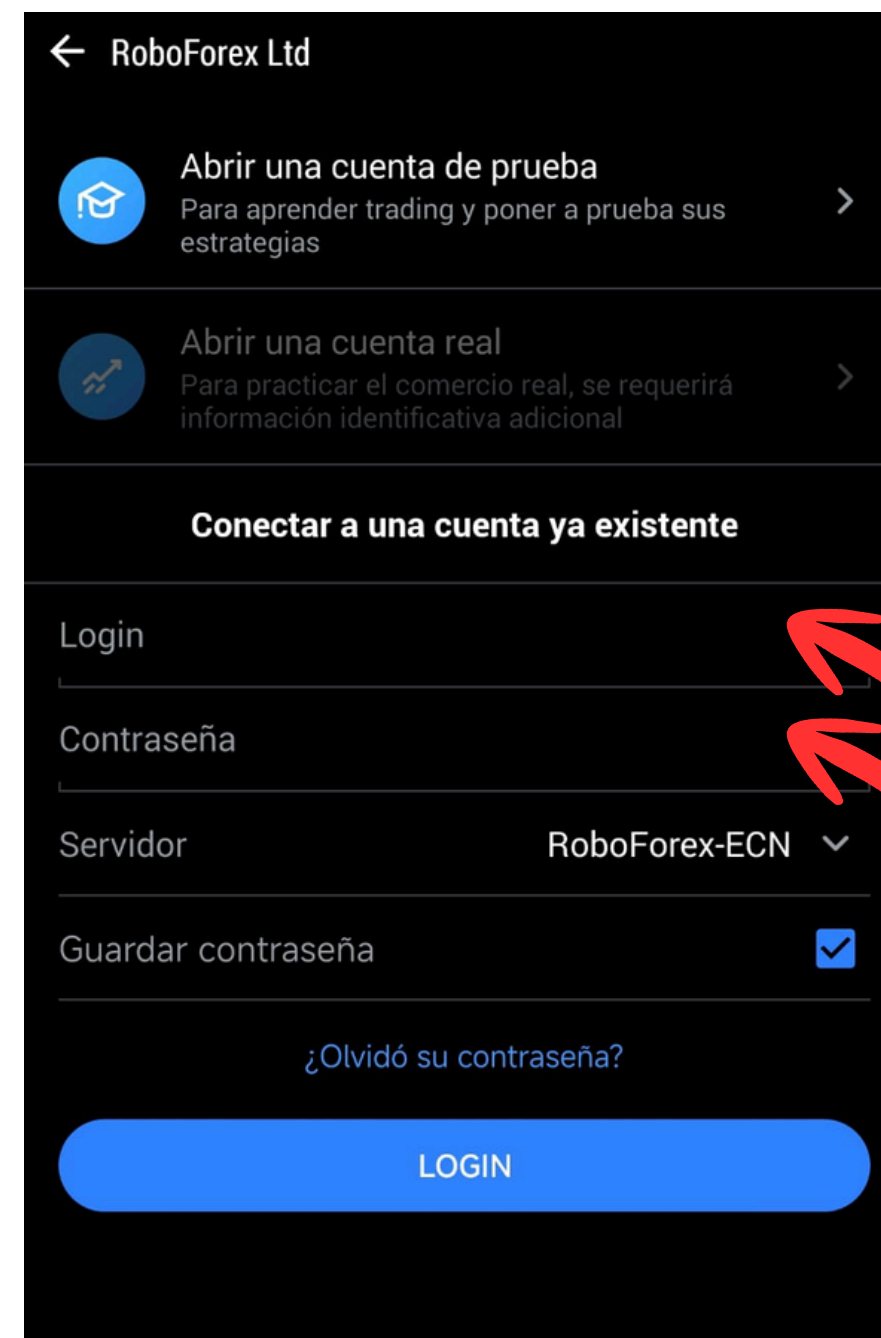 RoboForex Ltd
Abrir una cuenta de prueba
Para aprender trading y poner a prueba sus
estrategias
Abrir una cuenta real
Para practicar el comercio real, se requerirá
información identificativa adicional
Conectar a una cuenta ya existente
Login
Contraseña
Servidor RoboForex-ECN
Guardar contraseña
¿Olvidó su contraseña?
LOGIN